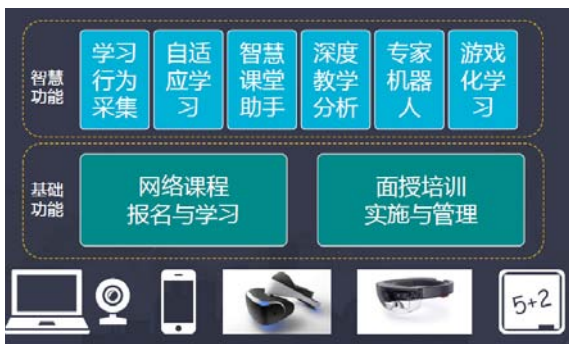 智慧
功能
学习
行为
采集
自适
应学
习
智慧
课堂
助手
深度
教学
分析
专家
机器
人
游戏
化学
习
基础
功能
网络课程
报名与学习
面授培训
实施与管理
5+2